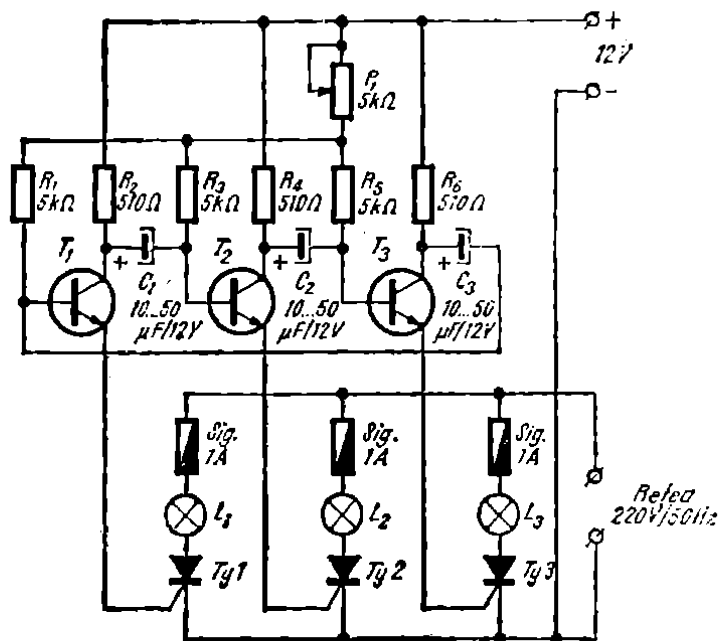 +
12V
-
P1
5kΩ
R1
5kΩ
R2
510Ω
R3
5kΩ
R4
510Ω
R5
5kΩ
R6
510Ω
T1
T2
T3
+
C1
10...50
μF/12V
+
C2
10...50
μF/12V
+
C3
10...50
μF/12V
Sig.
1A
Sig.
1A
Sig.
1A
L1
L2
L3
Rețea
220V/50Hz
Ty1
Ty2
Ty3